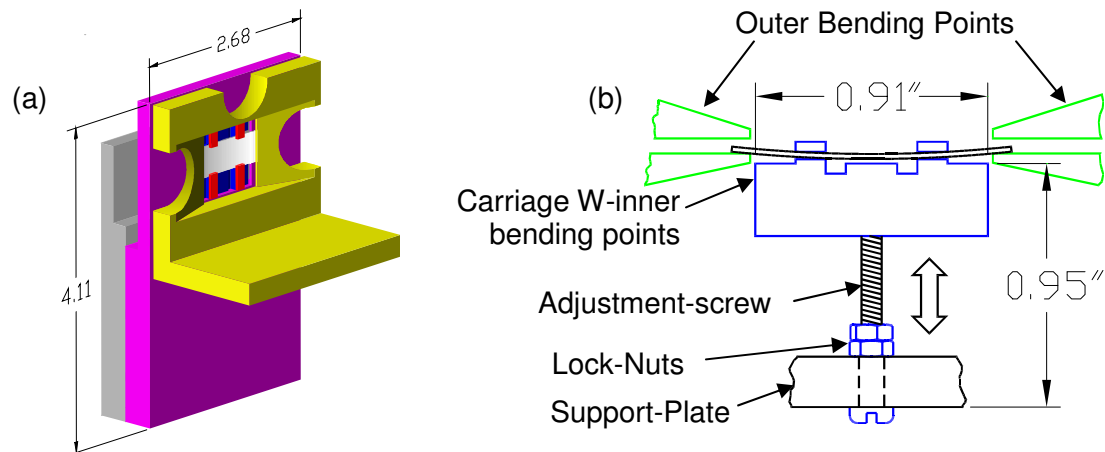 (a)
2.68
4.11
(b)
Outer Bending Points
0.91"
Carriage W-inner
bending points
Adjustment-screw
0.95"
Lock-Nuts
Support-Plate